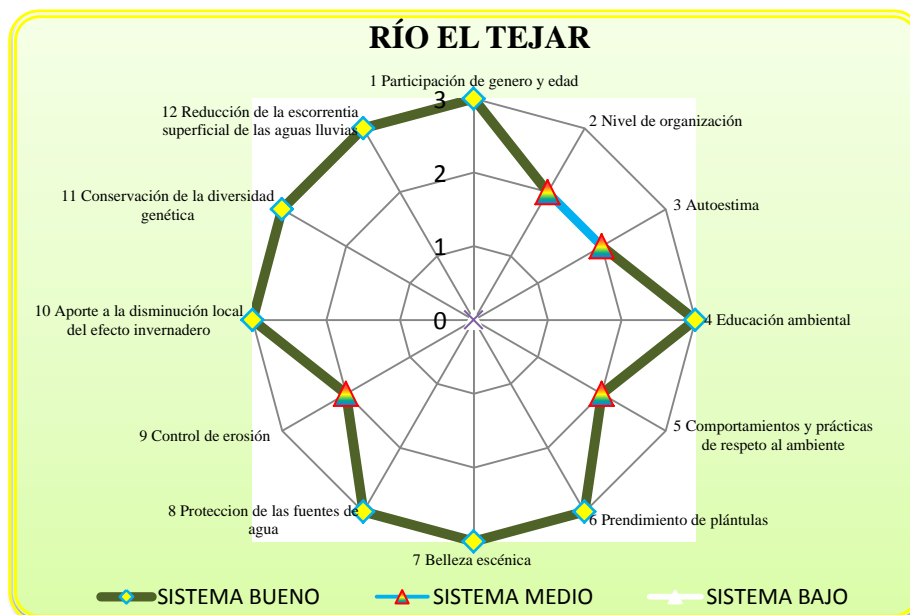 RÍO EL TEJAR
1 Participación de genero y edad
12 Reducción de la escorrentia
superficial de las aguas lluvias
2 Nivel de organización
11 Conservación de la diversidad
genética
3 Autoestima
10 Aporte a la disminución local
del efecto invernadero
4 Educación ambiental
9 Control de erosión
5 Comportamientos y prácticas
de respeto al ambiente
8 Proteccion de las fuentes de
agua
6 Prendimiento de plántulas
7 Belleza escénica
3
2
1
0
SISTEMA BUENO
SISTEMA MEDIO
SISTEMA BAJO